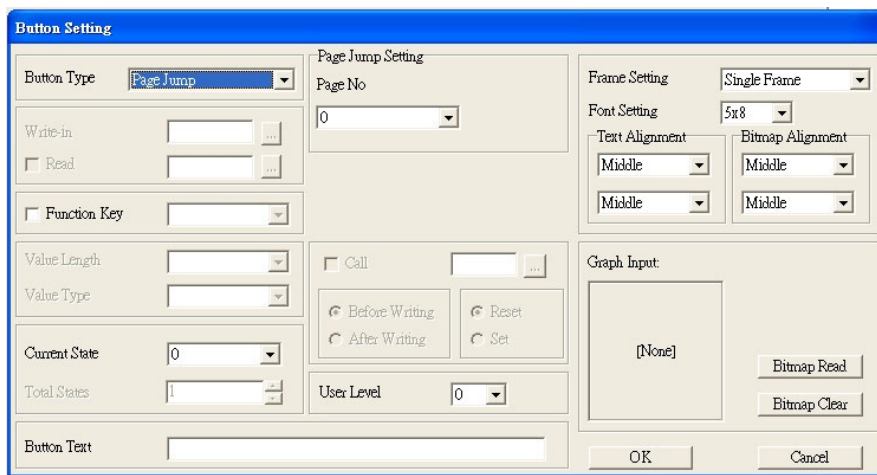 Button Setting
Button Type Page Jump
Write-in ...
Read ...
Function Key
Value Length
Value Type
Current State 0
Total States 1
Button Text
Page Jump Setting
Page No
0
Call ...
Before Writing Reset
After Writing Set
User Level 0
Frame Setting Single Frame
Font Setting 5x8
Text Alignment Bitmap Alignment
Middle Middle
Middle Middle
Graph Input:
[None]
Bitmap Read
Bitmap Clear
OK Cancel